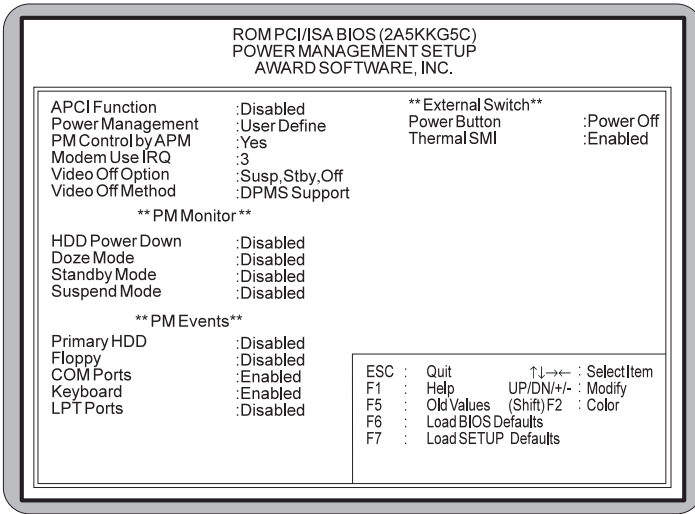 ROM PCI/ISA BIOS (2A5KKG5C)
POWER MANAGEMENT SETUP
AWARD SOFTWARE, INC.
APCI Function :Disabled
Power Management :User Define
PM Control by APM :Yes
Modem Use IRQ :3
Video Off Option :Susp,Stby,Off
Video Off Method :DPMS Support
** PM Monitor **
HDD Power Down :Disabled
Doze Mode :Disabled
Standby Mode :Disabled
Suspend Mode :Disabled
** PM Events**
Primary HDD :Disabled
Floppy :Disabled
COM Ports :Enabled
Keyboard :Enabled
LPT Ports :Disabled
** External Switch**
Power Button :Power Off
Thermal SMI :Enabled
ESC : Quit ↑↓→← : Select Item
F1 : Help UP/DN/+/- : Modify
F5 : Old Values (Shift) F2 : Color
F6 : Load BIOS Defaults
F7 : Load SETUP Defaults